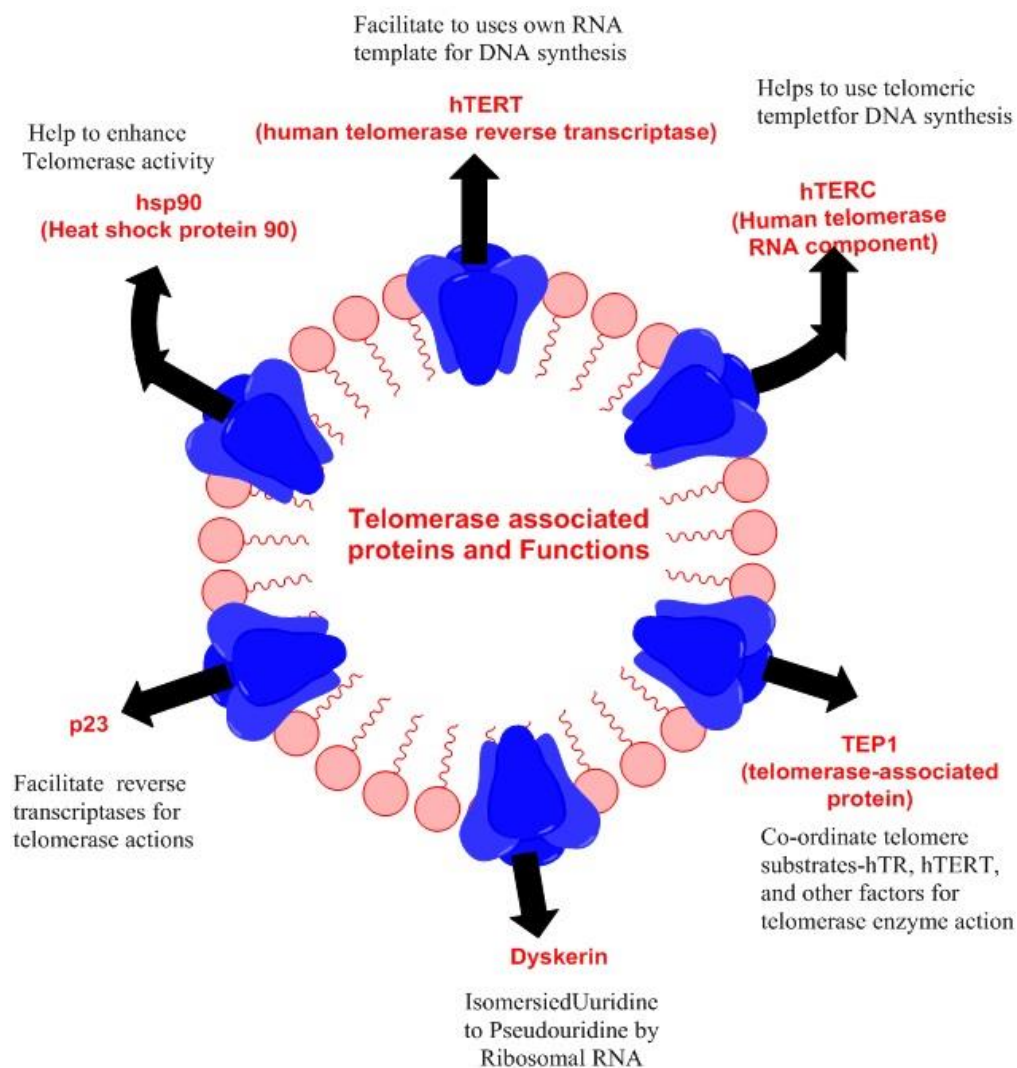 Facilitate to uses own RNA
template for DNA synthesis
hTERT
(human telomerase reverse transcriptase)
Helps to use telomeric
templetfor DNA synthesis
hTERC
(Human telomerase
RNA component)
Help to enhance
Telomerase activity
hsp90
(Heat shock protein 90)
Telomerase associated
proteins and Functions
p23
Facilitate reverse
transcriptases for
telomerase actions
TEP1
(telomerase-associated
protein)
Co-ordinate telomere
substrates-hTR, hTERT,
and other factors for
telomerase enzyme action
Dyskerin
IsomersiedUuridine
to Pseudouridine by
Ribosomal RNA